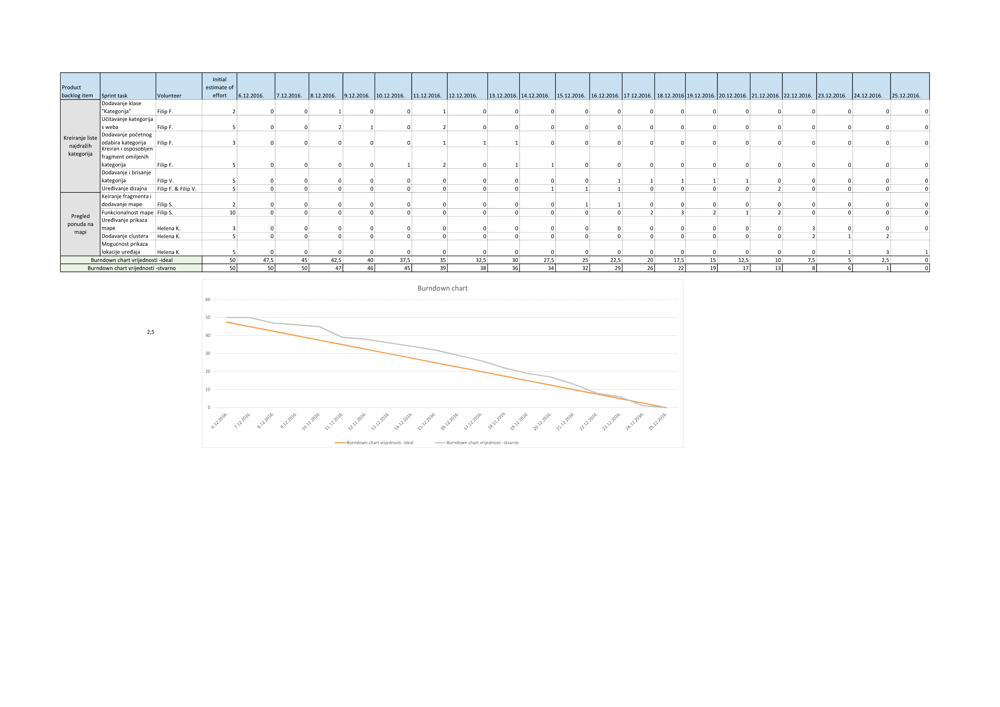 Product backlog item Sprint task Volunteer Initial estimate of effort 6.12.2016. 7.12.2016. 8.12.2016. 9.12.2016. 10.12.2016. 11.12.2016. 12.12.2016. 13.12.2016. 14.12.2016. 15.12.2016. 16.12.2016. 17.12.2016. 18.12.2016 19.12.2016. 20.12.2016. 21.12.2016. 22.12.2016. 23.12.2016. 24.12.2016. 25.12.2016.
Kreiranje liste najdražih kategorija
Dodavanje klase "Kategorija" Filip F. 2 0 0 1 0 0 1 0 0 0 0 0 0 0 0 0 0 0 0 0 0
Učitavanje kategorija s weba Filip F. 5 0 0 2 1 0 2 0 0 0 0 0 0 0 0 0 0 0 0 0 0
Dodavanje početnog odabira kategorija Filip F. 3 0 0 0 0 0 1 1 1 0 0 0 0 0 0 0 0 0 0 0 0
Kreiran i osposobljen fragment omiljenih kategorija Filip F. 5 0 0 0 0 1 2 0 1 1 0 0 0 0 0 0 0 0 0 0 0
Dodavanje i brisanje kategorija Filip V. 5 0 0 0 0 0 0 0 0 0 0 1 1 1 1 1 0 0 0 0 0
Uređivanje dizajna Filip F. & Filip V. 5 0 0 0 0 0 0 0 0 1 1 1 0 0 0 0 2 0 0 0 0
Pregled ponuda na mapi
Keiranje fragmenta i dodavanje mape Filip S. 2 0 0 0 0 0 0 0 0 0 1 1 0 0 0 0 0 0 0 0 0
Funkcionalnost mape Filip S. 10 0 0 0 0 0 0 0 0 0 0 0 2 3 2 1 2 0 0 0 0
Uređivanje prikaza mape Helena K. 3 0 0 0 0 0 0 0 0 0 0 0 0 0 0 0 0 3 0 0 0
Dodavanje clustera Helena K. 5 0 0 0 0 0 0 0 0 0 0 0 0 0 0 0 0 2 1 2
Mogućnost prikaza lokacije uređaja Helena K. 5 0 0 0 0 0 0 0 0 0 0 0 0 0 0 0 0 0 1 3 1
Burndown chart vrijednosti -ideal 50 47,5 45 42,5 40 37,5 35 32,5 30 27,5 25 22,5 20 17,5 15 12,5 10 7,5 5 2,5 0
Burndown chart vrijednosti -stvarno 50 50 50 47 46 45 39 38 36 34 32 29 26 22 19 17 13 8 6 1 0
2,5
Burndown chart
60
50
40
30
20
10
0
6.12.2016. 7.12.2016. 8.12.2016. 9.12.2016. 10.12.2016. 11.12.2016. 12.12.2016. 13.12.2016. 14.12.2016. 15.12.2016. 16.12.2016. 17.12.2016. 18.12.2016 19.12.2016. 20.12.2016. 21.12.2016. 22.12.2016. 23.12.2016. 24.12.2016. 25.12.2016.
Burndown chart vrijednosti -ideal Burndown chart vrijednosti -stvarno